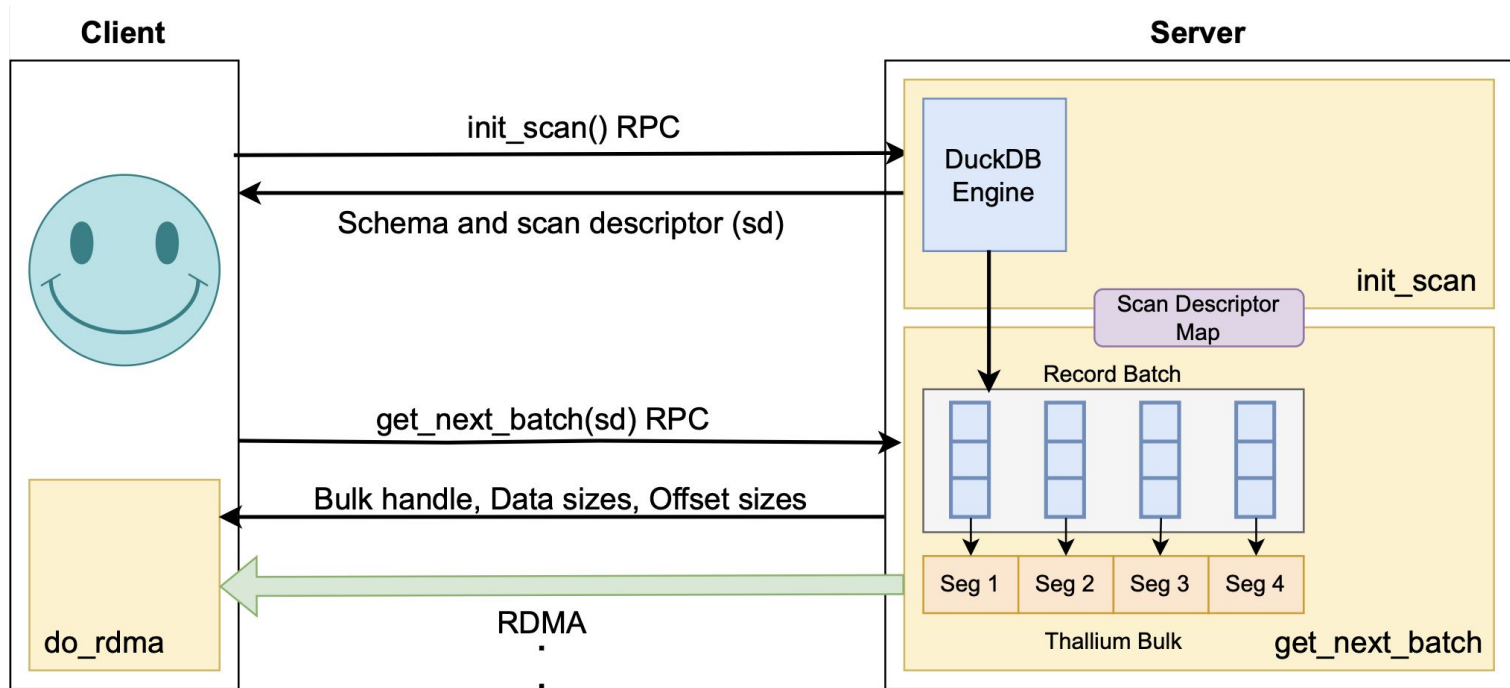 Client
Server
init_scan() RPC
DuckDB
Engine
Schema and scan descriptor (sd)
init_scan
Scan Descriptor
Map
Record Batch
get_next_batch(sd) RPC
Bulk handle, Data sizes, Offset sizes
Seg 1 Seg 2 Seg 3 Seg 4
RDMA
do_rdma
Thallium Bulk
get_next_batch